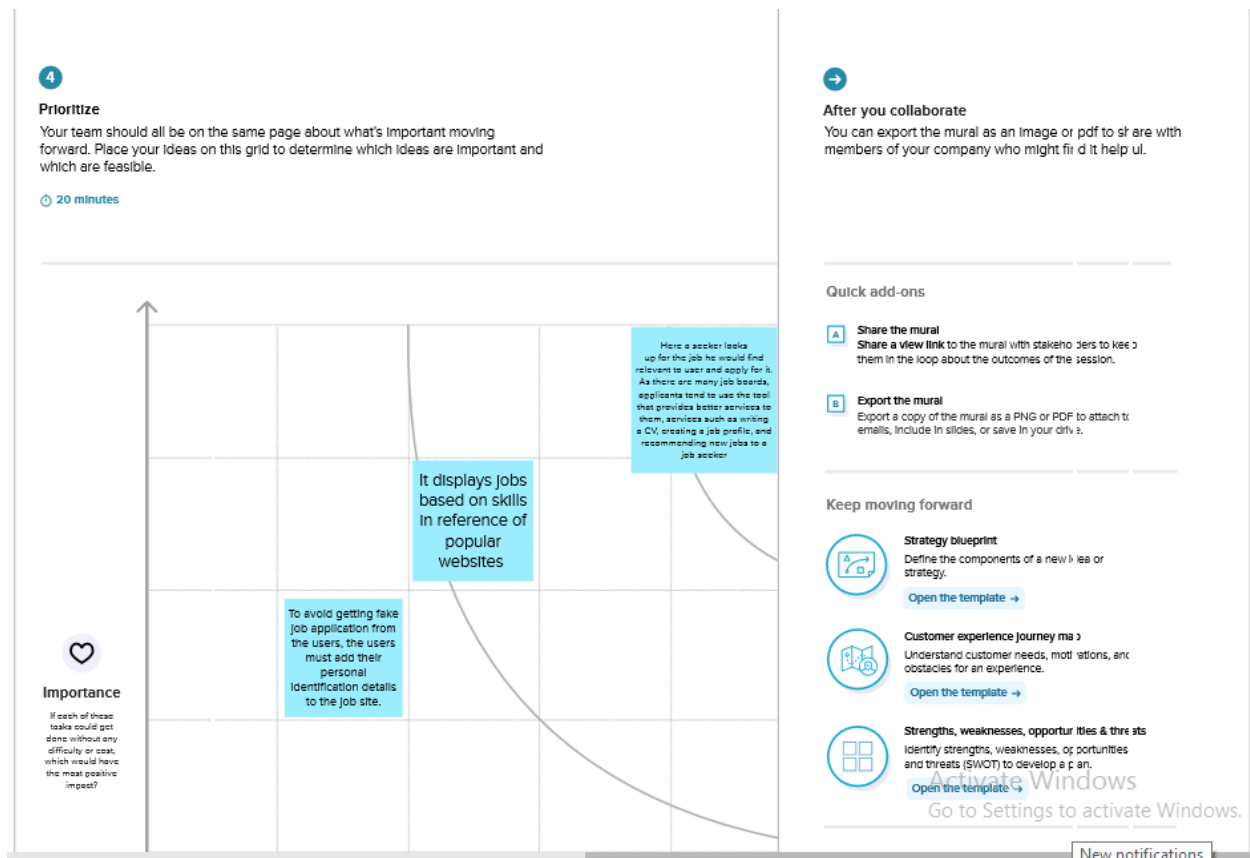 4
Prioritize
Your team should all be on the same page about what's important moving
forward. Place your ideas on this grid to determine which ideas are important and
which are feasible.
20 minutes
Here a seeker looks
up for the job he would find
relevant to user and apply for it.
As there are many job boards,
applicants tend to use the tool
that provides better services to
them, services such as writing
a CV, creating a job profile, and
recommending new jobs to a
job seeker
It displays jobs
based on skills
in reference of
popular
websites
To avoid getting fake
job application from
the users, the users
must add their
personal
identification details
to the job site.
Importance
If each of these
tasks could get
done without any
difficulty or cost,
which would have
the most positive
impact?
After you collaborate
You can export the mural as an image or pdf to share with
members of your company who might find it helpful.
Quick add-ons
A
Share the mural
Share a view link to the mural with stakeholders to keep
them in the loop about the outcomes of the session.
B
Export the mural
Export a copy of the mural as a PNG or PDF to attach to
emails, include in slides, or save in your drive.
Keep moving forward
Strategy blueprint
Define the components of a new idea or
strategy.
Open the template →
Customer experience journey map
Understand customer needs, motivations, and
obstacles for an experience.
Open the template →
Strengths, weaknesses, opportunities & threats
Identify strengths, weaknesses, opportunities
and threats (SWOT) to develop a plan.
Open the template →
Activate Windows
Go to Settings to activate Windows.
New notifications